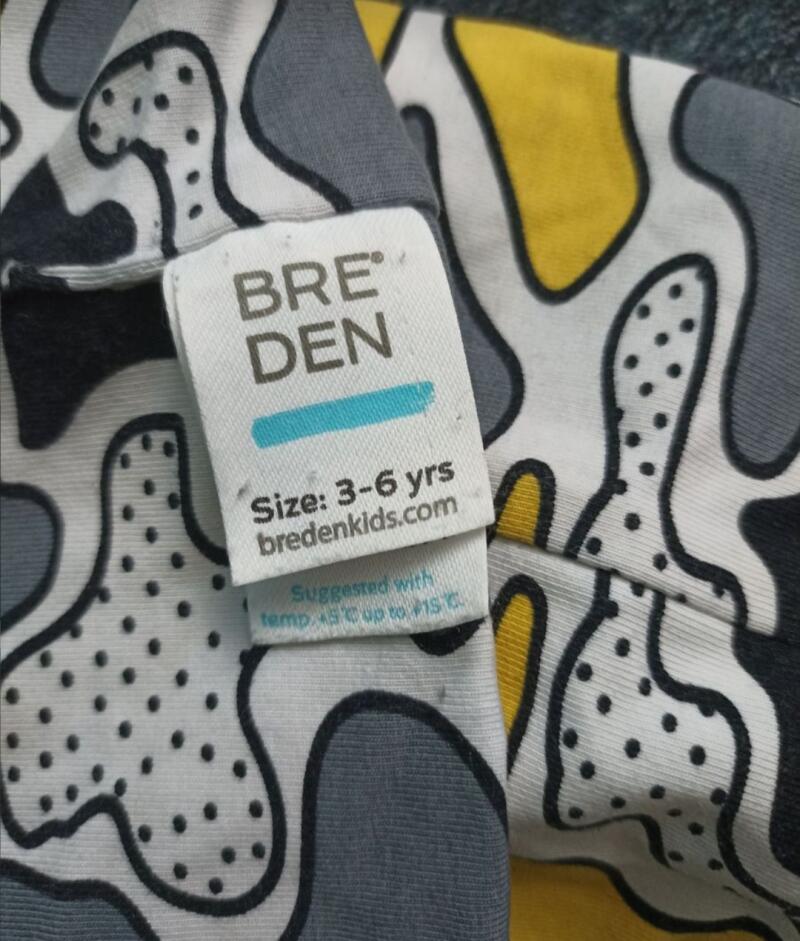 BRE®
DEN
Size: 3-6 yrs
bredenkids.com
Suggested with
temp. +5°C up to +15°C.